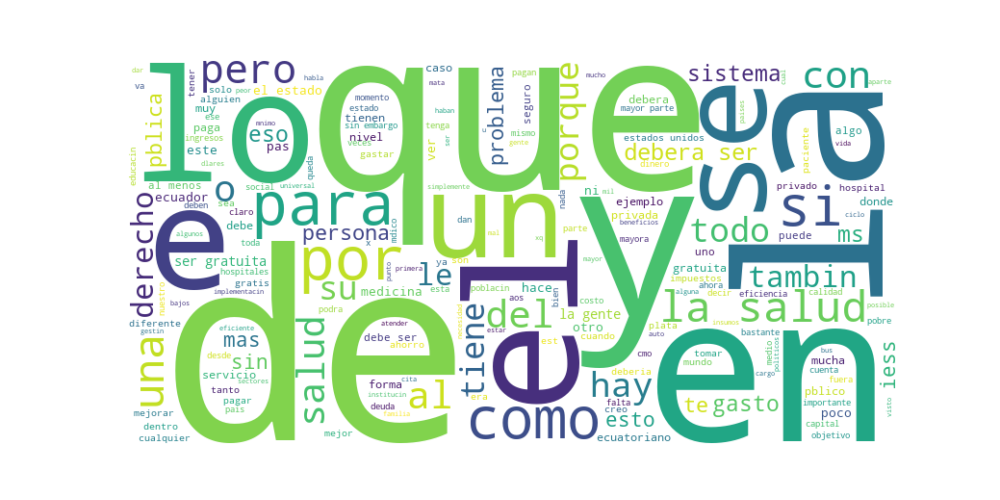 lo
que
se
la
de
un
y
en
el
e
o
para
por
pero
con
si
una
como
hay
al
del
la salud
salud
sistema
debera ser
porque
problema
todo
tambin
derecho
persona
tiene
su
le
sin
mas
esto
gasto
te
ms
eso
pblica
iess
el estado
este
paga
muy
solo
alguien
va
tener
habla
caso
mata
pagan
mucho
dar
peor
ese
ingresos
mnimo
pas
momento
estado
tienen
sin embargo
veces
nivel
gastar
haban
tenga
ver
ser
seguro
mismo
gente
c
debera
mayor parte
estados unidos
dinero
paises
aparte
algo
vida
paciente
educacin
dlares
al menos
gratis
ecuador
social
universal
sea
queda
claro
debe
deben
algunos
toda
ser gratuita
hospitales
implementacin
nuestro
bajos
diferente
gestin
eficiente
desde
servicio
sectores
tanto
pagar
pais
mejorar
dentro
cualquier
mejor
x
mdico
punto
primera
medicina
podra
simplemente
dan
mal
xq
son
ya
esta
poblacin
hace
aos
bien
est
estar
necesidad
nada
parte
ni
mil
ejemplo
privada
beneficios
mayora
mayor
uno
gratuita
impuestos
alguna
ahora
decir
eficiencia
calidad
privado
hospital
donde
puede
ciclo
posible
pobre
la gente
costo
otro
cuando
plata
insumos
auto
cmo
deberia
falta
creo
ecuatoriano
era
debe ser
atender
ahorro
forma
cita
institucin
deuda
familia
tomar
mundo
medio
politicos
cargo
bastante
bus
mucha
cuenta
fuera
pblico
importante
poco
capital
objetivo
visto